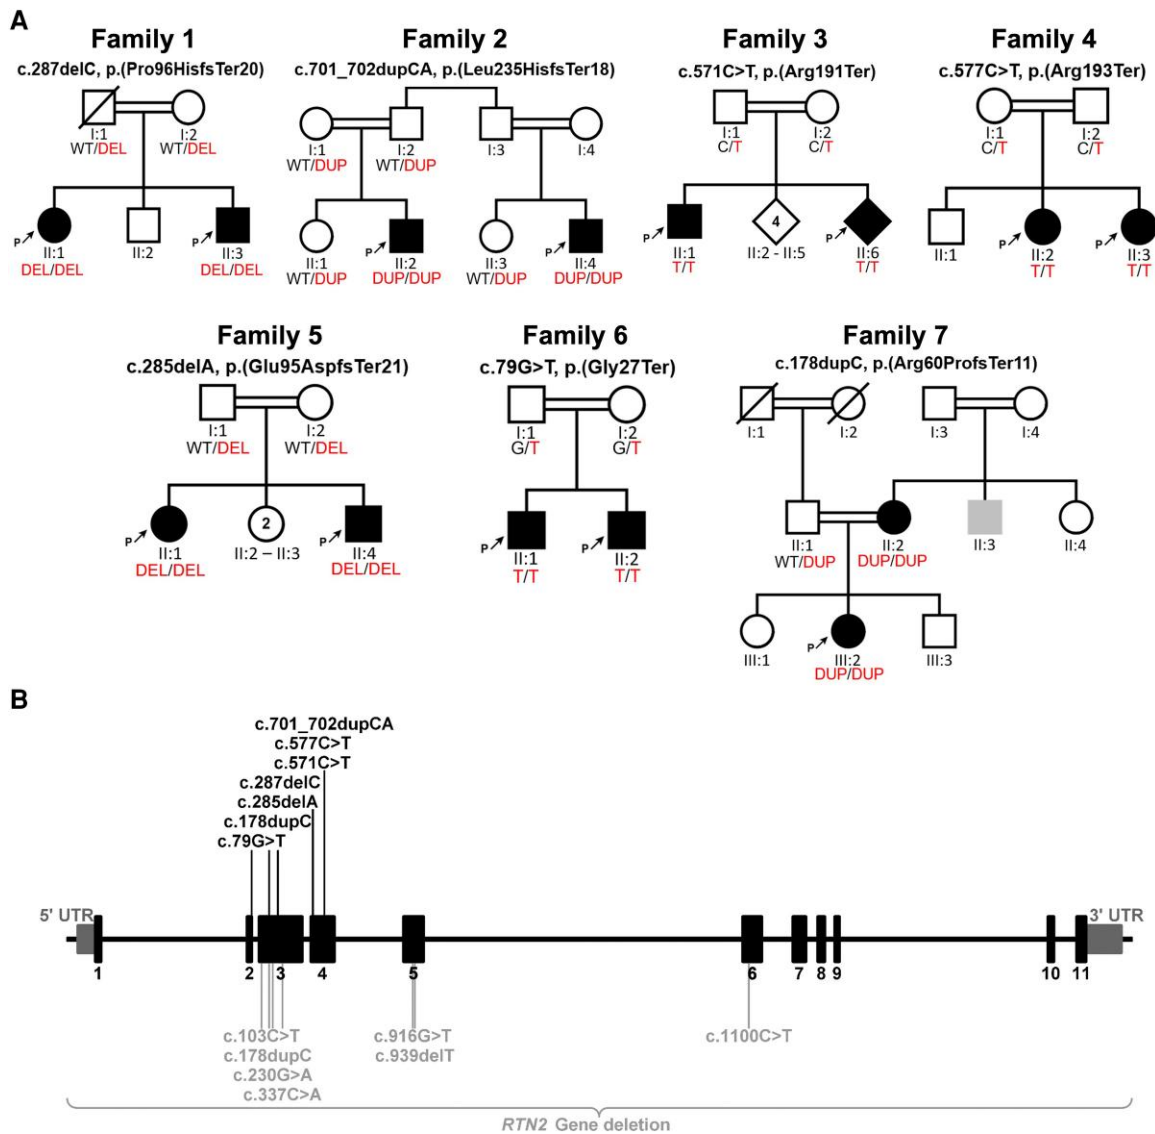 A
Family 1
c.287delC, p.(Pro96HisfsTer20)
I:1
I:2
WT/DEL
WT/DEL
P
II:1
II:2
P
II:3
DEL/DEL
DEL/DEL
Family 2
c.701_702dupCA, p.(Leu235HisfsTer18)
I:1
I:2
I:3
I:4
WT/DUP
WT/DUP
II:1
P
II:2
II:3
P
II:4
WT/DUP
DUP/DUP
WT/DUP
DUP/DUP
Family 3
c.571C>T, p.(Arg191Ter)
I:1
I:2
C/T
C/T
4
P
II:1
II:2 - II:5
P
II:6
T/T
T/T
Family 4
c.577C>T, p.(Arg193Ter)
I:1
I:2
C/T
C/T
II:1
P
II:2
P
II:3
T/T
T/T
Family 5
c.285delA, p.(Glu95AspfsTer21)
I:1
I:2
WT/DEL
WT/DEL
2
P
II:1
II:2 – II:3
P
II:4
DEL/DEL
DEL/DEL
Family 6
c.79G>T, p.(Gly27Ter)
I:1
I:2
G/T
G/T
P
II:1
P
II:2
T/T
T/T
Family 7
c.178dupC, p.(Arg60ProfsTer11)
I:1
I:2
I:3
I:4
II:1
II:2
II:3
II:4
WT/DUP
DUP/DUP
III:1
P
III:2
III:3
DUP/DUP
B
c.701_702dupCA
c.577C>T
c.571C>T
c.287delC
c.285delA
c.178dupC
c.79G>T
5' UTR
3' UTR
1 2 3 4 5 6 7 8 9 10 11
c.103C>T
c.178dupC
c.230G>A
c.337C>A
c.916G>T
c.939delT
c.1100C>T
RTN2 Gene deletion